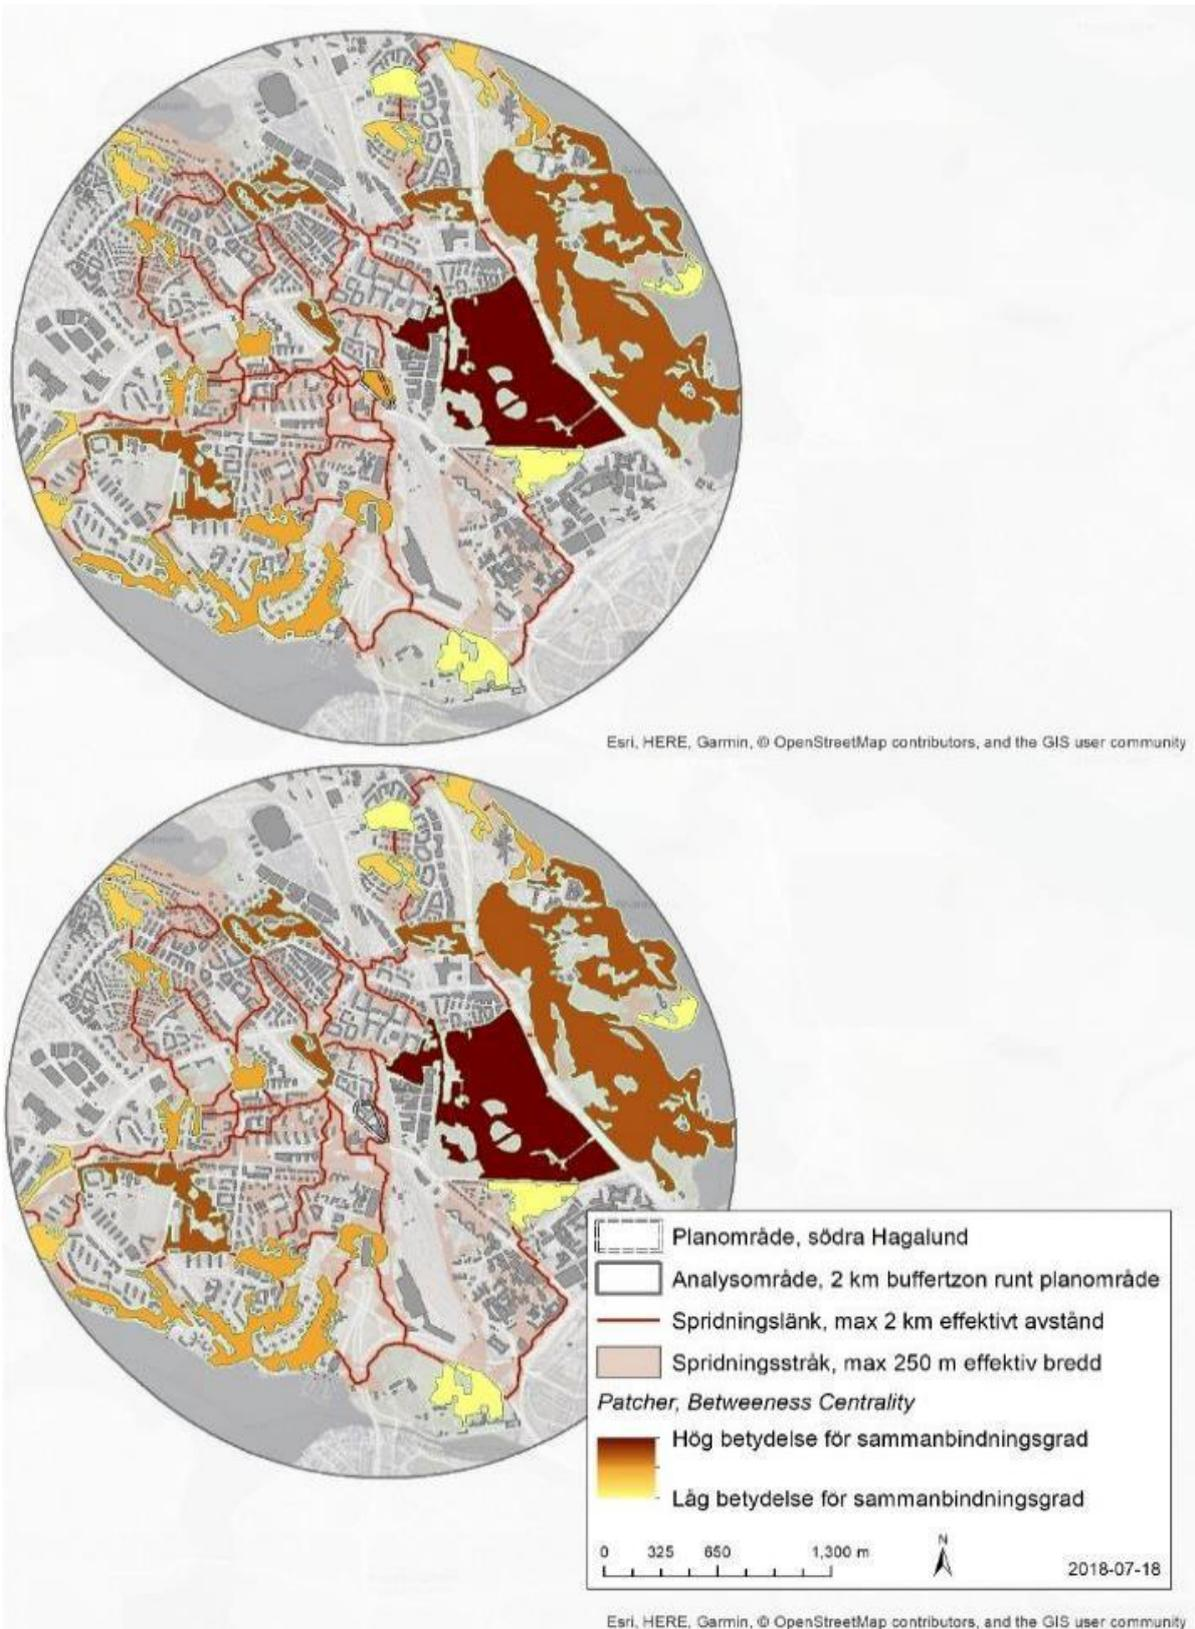 Esri, HERE, Garmin, © OpenStreetMap contributors, and the GIS user community
Planområde, södra Hagalund
Analysområde, 2 km buffertzon runt planområde
Spridningslänk, max 2 km effektivt avstånd
Spridningsstråk, max 250 m effektiv bredd
Patcher, Betweeness Centrality
Hög betydelse för sammanbindningsgrad
Låg betydelse för sammanbindningsgrad
0 325 650 1,300 m
N
2018-07-18
Esri, HERE, Garmin, © OpenStreetMap contributors, and the GIS user community